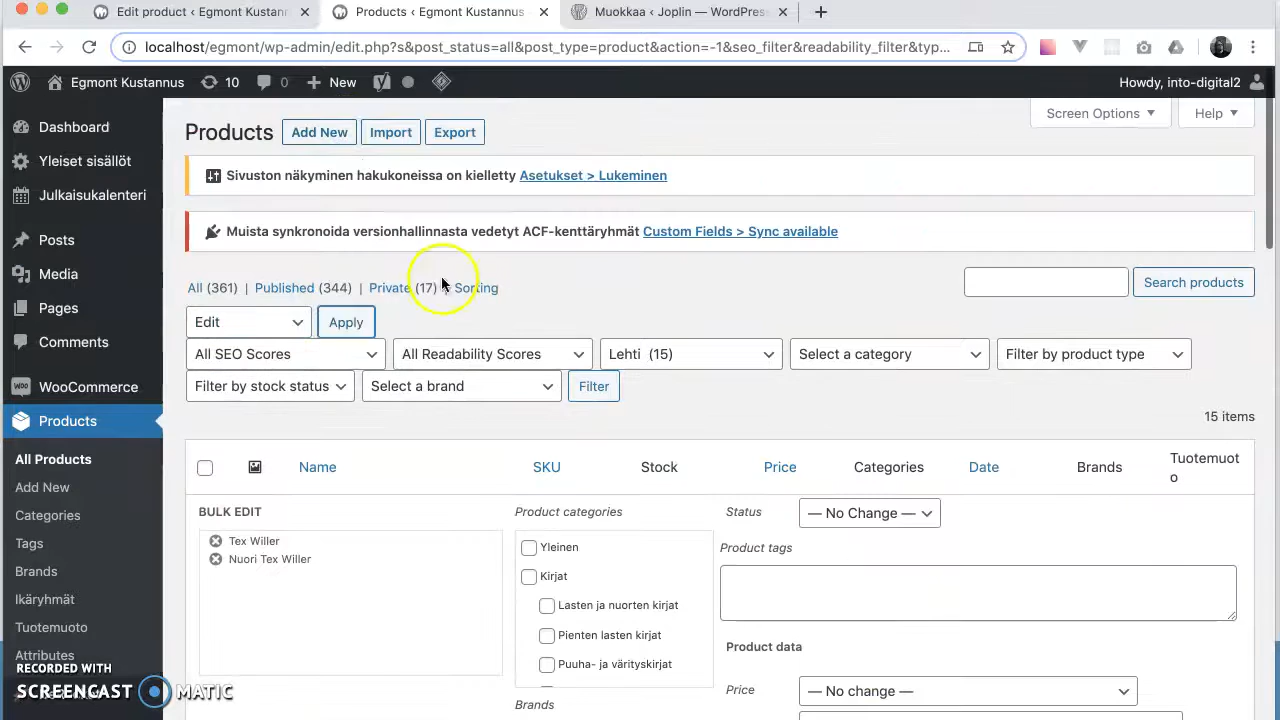 Edit product ‹ Egmont Kustann
Products ‹ Egmont Kustannus
Muokkaa ‹ Joplin — WordPress
localhost/egmont/wp-admin/edit.php?s&post_status=all&post_type=product&action=-1&seo_filter&readability_filter&typ...
Egmont Kustannus
10
0
New
Howdy, into-digital2
Dashboard
Yleiset sisällöt
Julkaisukalenteri
Posts
Media
Pages
Comments
WooCommerce
Products
All Products
Add New
Categories
Tags
Brands
Ikäryhmät
Tuotemuoto
Attributes
Products
Add New
Import
Export
Screen Options
Help
Sivuston näkyminen hakukoneissa on kielletty Asetukset > Lukeminen
Muista synkronoida versionhallinnasta vedetyt ACF-kenttäryhmät Custom Fields > Sync available
All (361) | Published (344) | Private (17) | Sorting
Search products
Edit
Apply
All SEO Scores
All Readability Scores
Lehti (15)
Select a category
Filter by product type
Filter by stock status
Select a brand
Filter
15 items
Name
SKU
Stock
Price
Categories
Date
Brands
Tuotemuot
o
BULK EDIT
Tex Willer
Nuori Tex Willer
Product categories
Yleinen
Kirjat
Lasten ja nuorten kirjat
Pienten lasten kirjat
Puuha- ja värityskirjat
Brands
Status
— No Change —
Product tags
Product data
Price
— No change —
RECORDED WITH
SCREENCAST MATIC